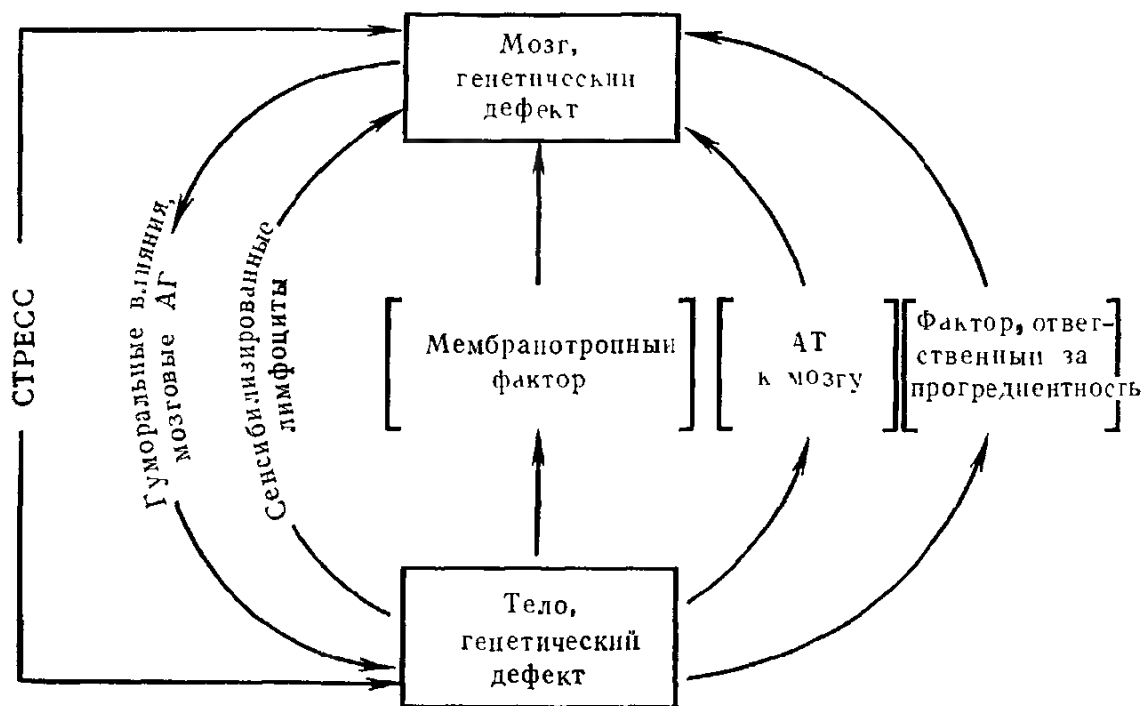 Мозг,
генетический
дефект
СТРЕСС
Гуморальные влияния,
мозговые АГ
Сенсибилизированные
лимфоциты
Мембранотропный
фактор
АТ
к мозгу
Фактор, ответ-
ственный за
прогредиентность
Тело,
генетический
дефект